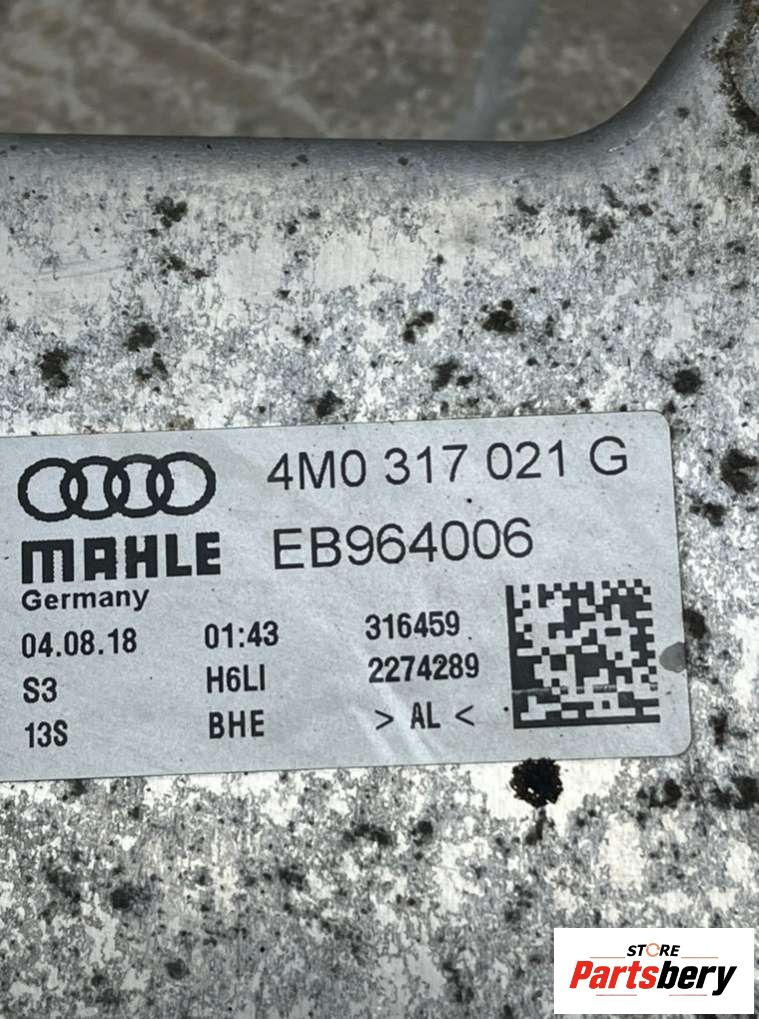 4M0 317 021 G
MAHLE EB964006
Germany
04.08.18 01:43 316459
S3 H6LI 2274289
13S BHE > AL <
STORE
Partsbery